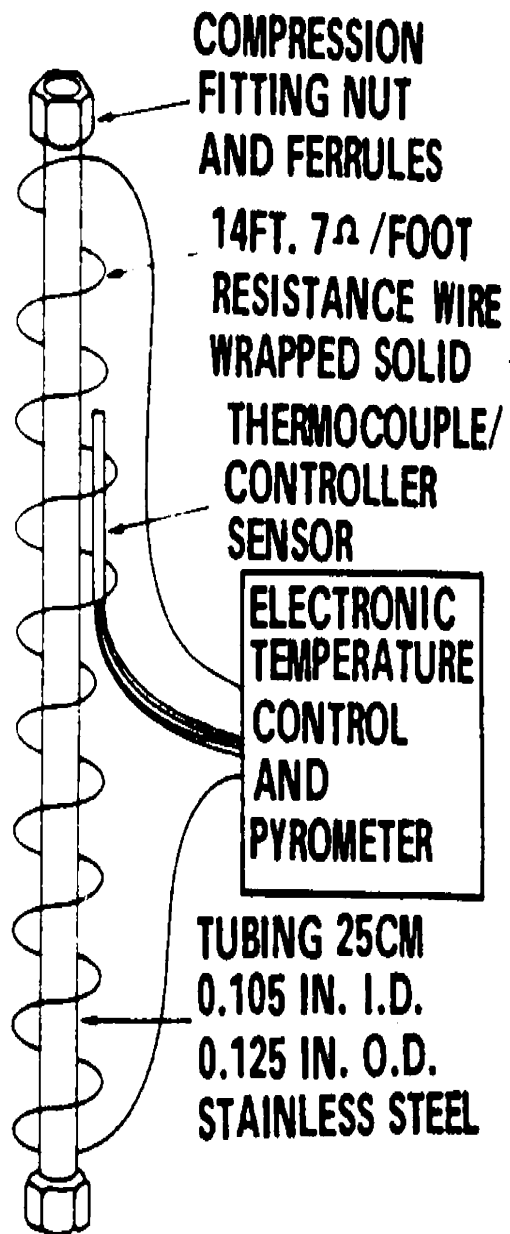 COMPRESSION
FITTING NUT
AND FERRULES
14FT. 7Ω/FOOT
RESISTANCE WIRE
WRAPPED SOLID
THERMOCOUPLE/
CONTROLLER
SENSOR
ELECTRONIC
TEMPERATURE
CONTROL
AND
PYROMETER
TUBING 25CM
0.105 IN. I.D.
0.125 IN. O.D.
STAINLESS STEEL